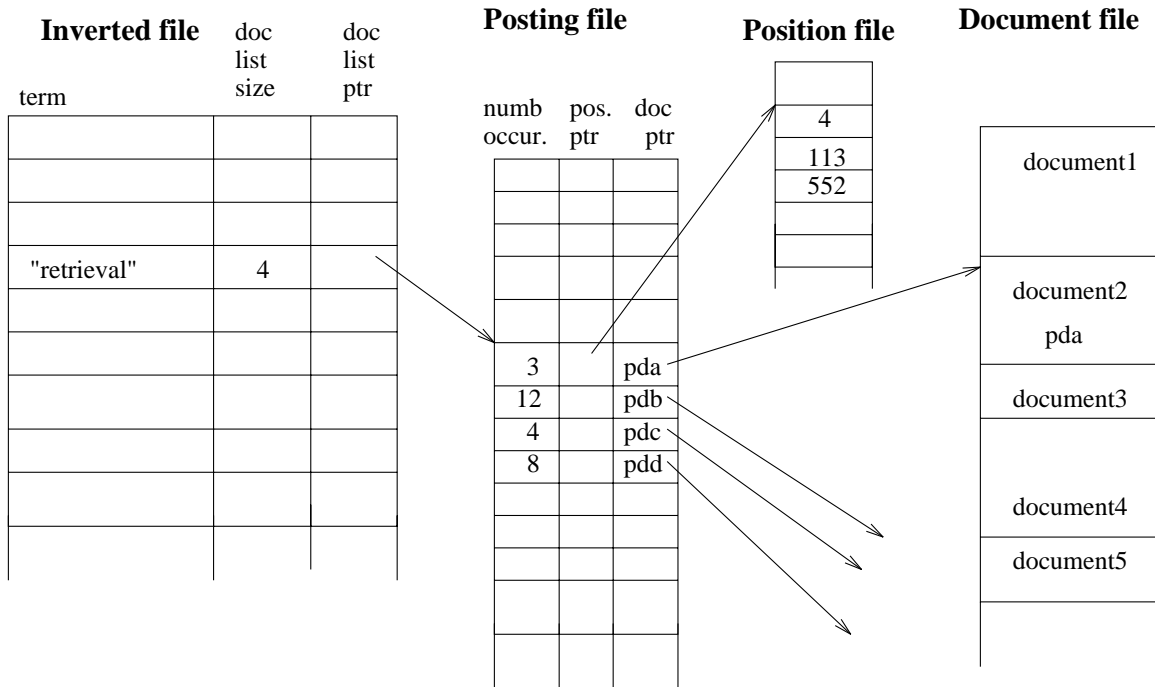 Inverted file
doc
list
size
doc
list
ptr
term
"retrieval" 4
Posting file
numb
occur.
pos.
ptr
doc
ptr
3 pda
12 pdb
4 pdc
8 pdd
Position file
4
113
552
Document file
document1
document2
pda
document3
document4
document5